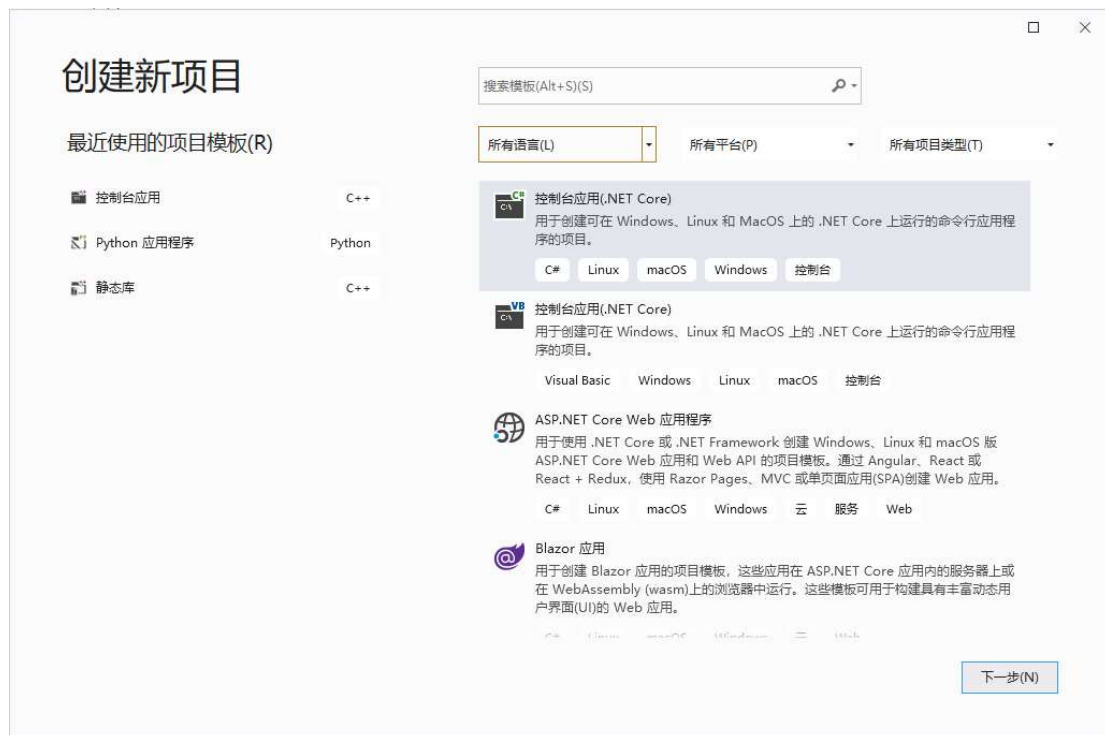 创建新项目
搜索模板(Alt+S)(S)
最近使用的项目模板(R)
所有语言(L)
所有平台(P)
所有项目类型(T)
控制台应用
C++
Python 应用程序
Python
静态库
C++
C#
C:\
控制台应用(.NET Core)
用于创建可在 Windows、Linux 和 MacOS 上的 .NET Core 上运行的命令行应用程
序的项目。
C# Linux macOS Windows 控制台
VB
C:\
控制台应用(.NET Core)
用于创建可在 Windows、Linux 和 MacOS 上的 .NET Core 上运行的命令行应用程
序的项目。
Visual Basic Windows Linux macOS 控制台
ASP.NET Core Web 应用程序
用于使用 .NET Core 或 .NET Framework 创建 Windows、Linux 和 macOS 版
ASP.NET Core Web 应用和 Web API 的项目模板。通过 Angular、React 或
React + Redux，使用 Razor Pages、MVC 或单页面应用(SPA)创建 Web 应用。
C# Linux macOS Windows 云 服务 Web
Blazor 应用
用于创建 Blazor 应用的项目模板，这些应用在 ASP.NET Core 应用内的服务器上或
在 WebAssembly (wasm)上的浏览器中运行。这些模板可用于构建具有丰富动态用
户界面(UI)的 Web 应用。
C# Linux macOS Windows 云 Web
下一步(N)